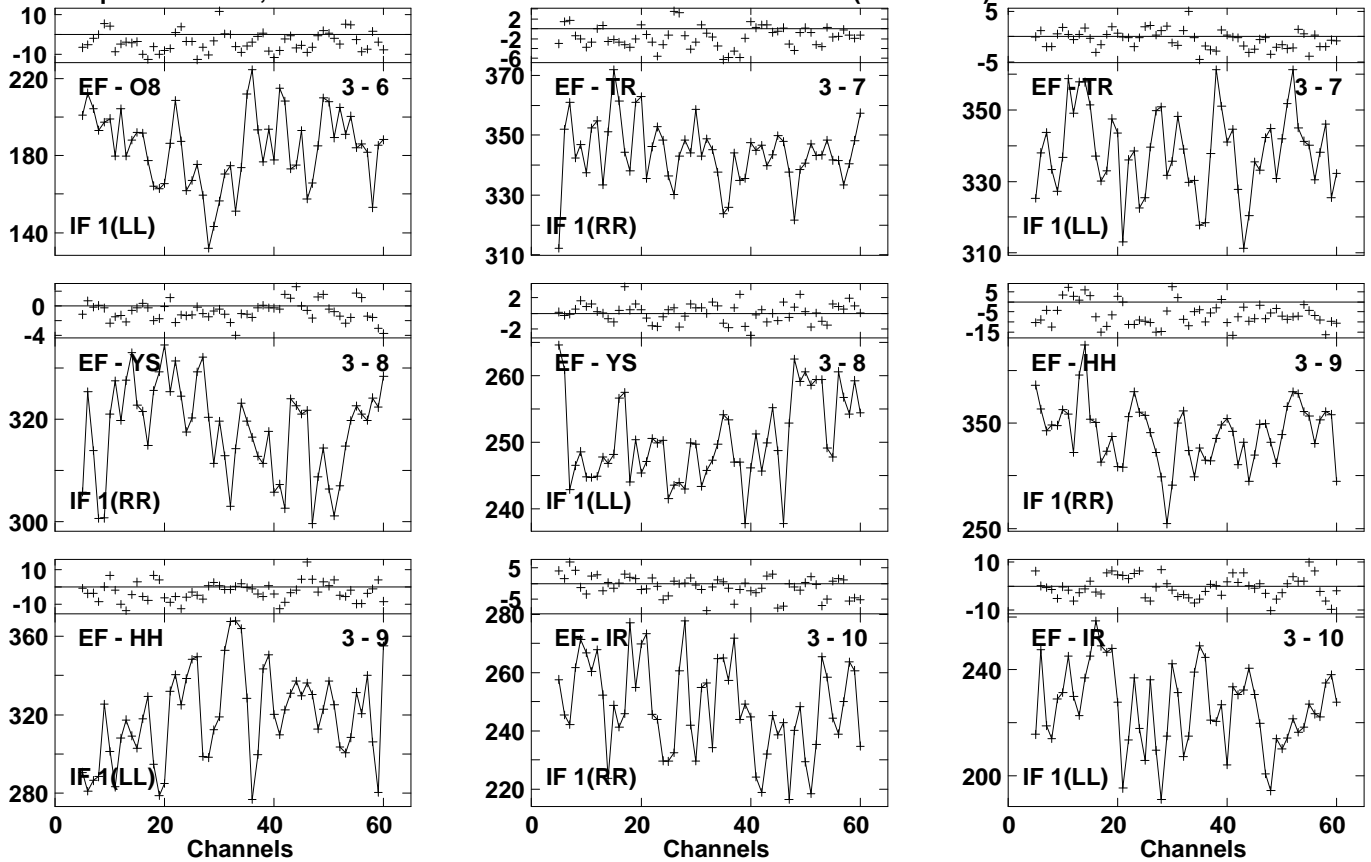 10
-10
220
180
140
EF - O8
3 - 6
IF 1(LL)
2
-2
-6
370
350
330
310
EF - TR
3 - 7
IF 1(RR)
5
-5
350
330
310
EF - TR
3 - 7
IF 1(LL)
0
-4
320
300
EF - YS
3 - 8
IF 1(RR)
2
-2
260
250
240
EF - YS
3 - 8
IF 1(LL)
5
-5
-15
350
250
EF - HH
3 - 9
IF 1(RR)
10
-10
360
320
280
EF - HH
3 - 9
IF 1(LL)
0 20 40 60
Channels
5
-5
280
260
240
220
EF - IR
3 - 10
IF 1(RR)
0 20 40 60
Channels
10
-10
240
200
EF - IR
3 - 10
IF 1(LL)
0 20 40 60
Channels